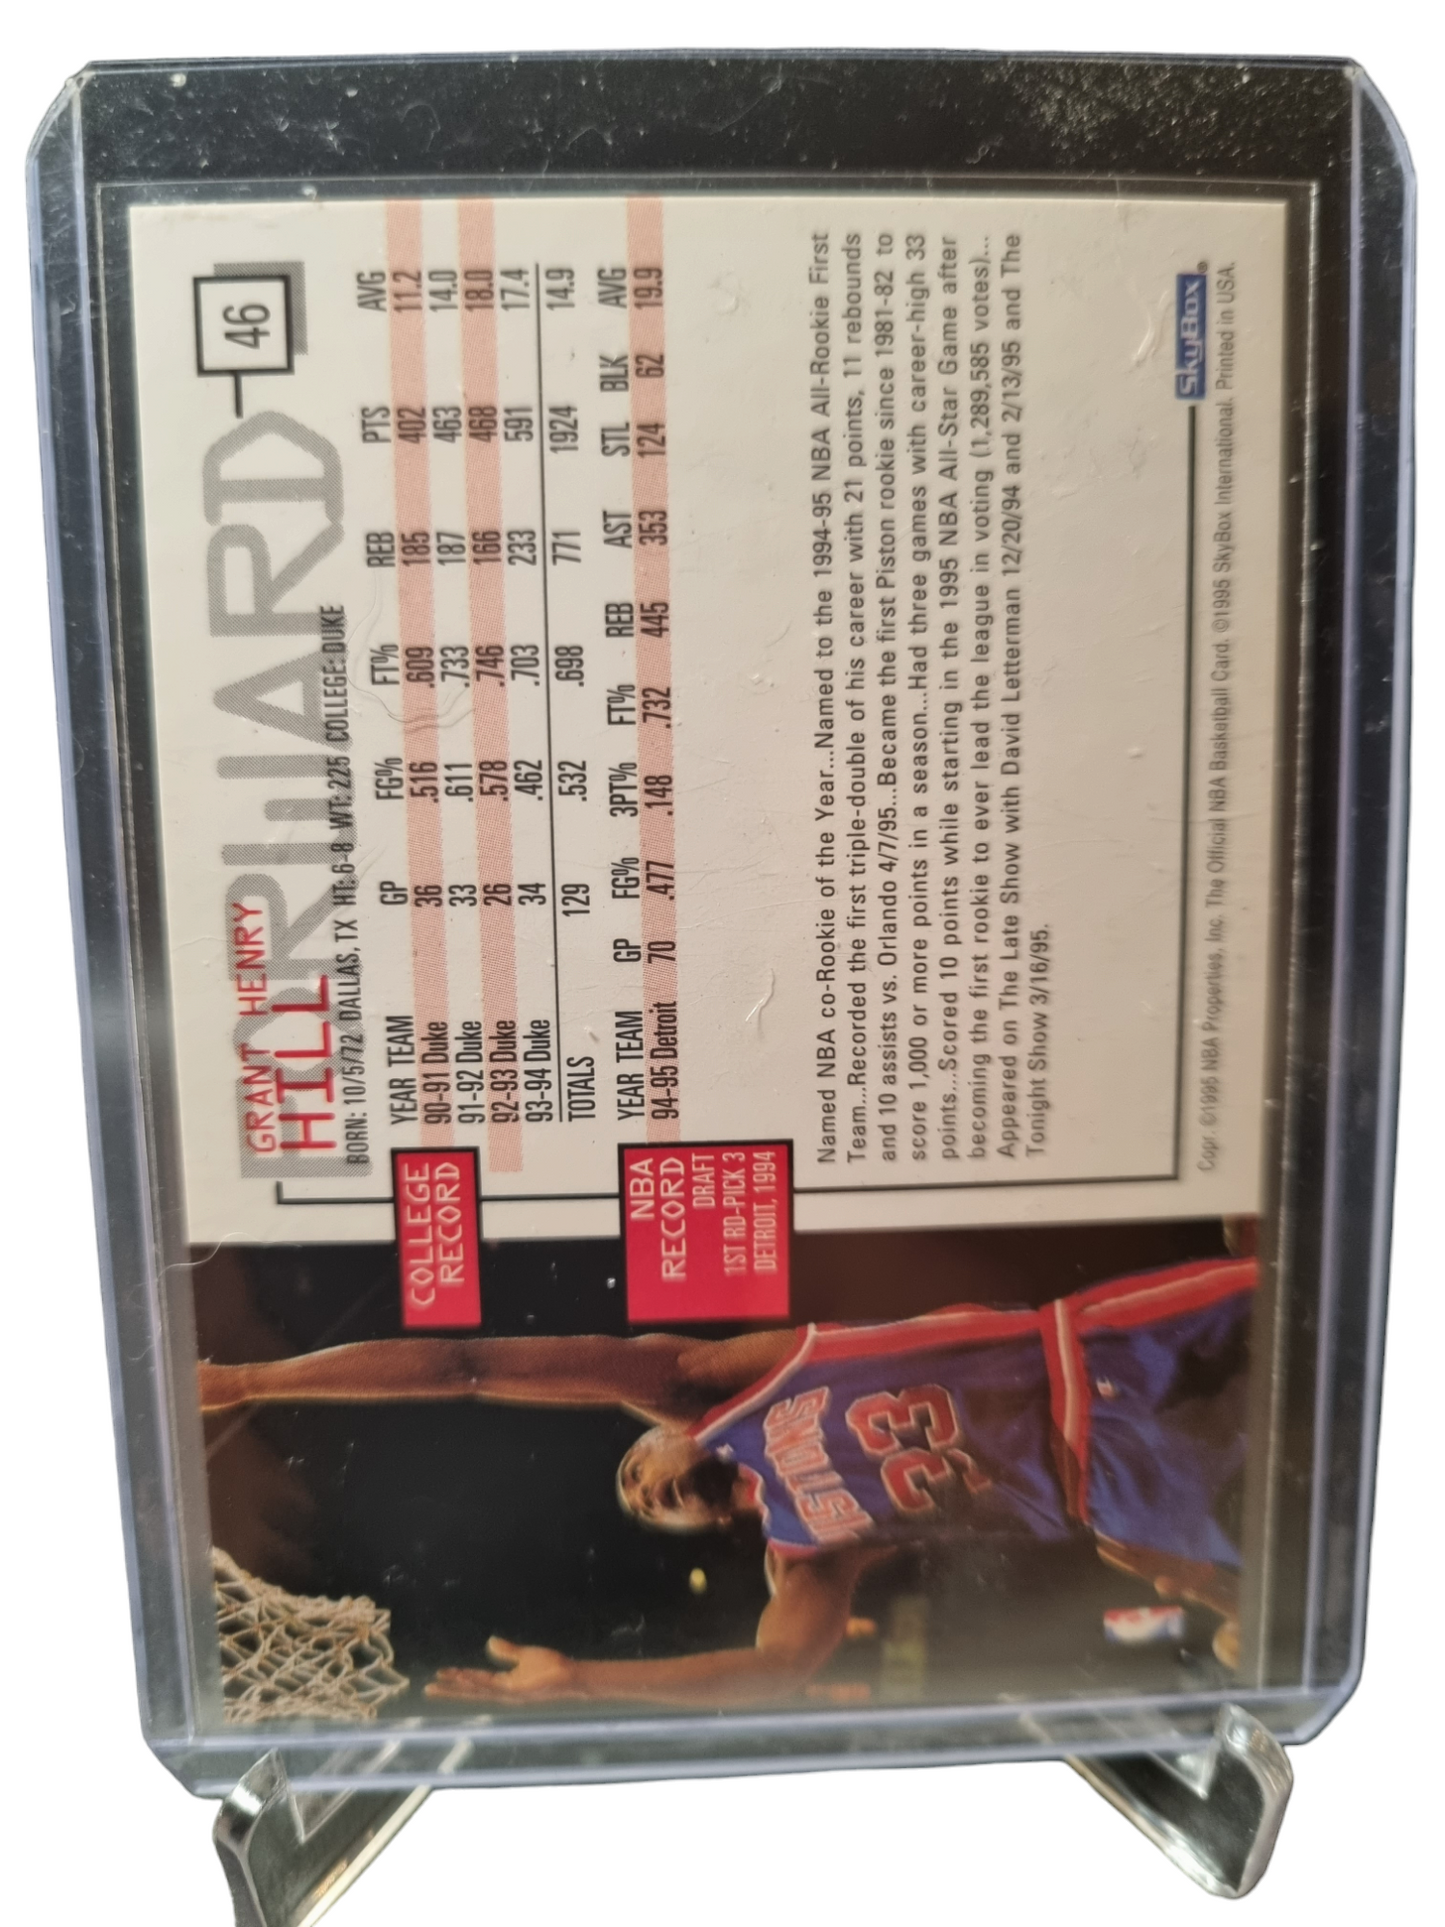 46
FORWARD
GRANT HENRY
HILL
BORN: 10/5/72 DALLAS, TX HT: 6-8 WT: 225 COLLEGE: DUKE
COLLEGE
RECORD
YEAR TEAM GP FG% FT% REB PTS AVG
90-91 Duke 36 .516 .609 185 402 11.2
91-92 Duke 33 .611 .733 187 463 14.0
92-93 Duke 26 .578 .746 166 468 18.0
93-94 Duke 34 .462 .703 233 591 17.4
TOTALS 129 .532 .698 771 1924 14.9
NBA
RECORD
DRAFT
1ST RD-PICK 3
DETROIT, 1994
YEAR TEAM GP FG% 3PT% FT% REB AST STL BLK AVG
94-95 Detroit 70 .477 .148 .732 445 353 124 62 19.9
Named NBA co-Rookie of the Year...Named to the 1994-95 NBA All-Rookie First
Team...Recorded the first triple-double of his career with 21 points, 11 rebounds
and 10 assists vs. Orlando 4/7/95...Became the first Piston rookie since 1981-82 to
score 1,000 or more points in a season...Had three games with career-high 33
points...Scored 10 points while starting in the 1995 NBA All-Star Game after
becoming the first rookie to ever lead the league in voting (1,289,585 votes)...
Appeared on The Late Show with David Letterman 12/20/94 and 2/13/95 and The
Tonight Show 3/16/95.
SkyBox®
Copr. ©1995 NBA Properties, Inc. The Official NBA Basketball Card. ©1995 SkyBox International. Printed in USA.
PISTONS
33